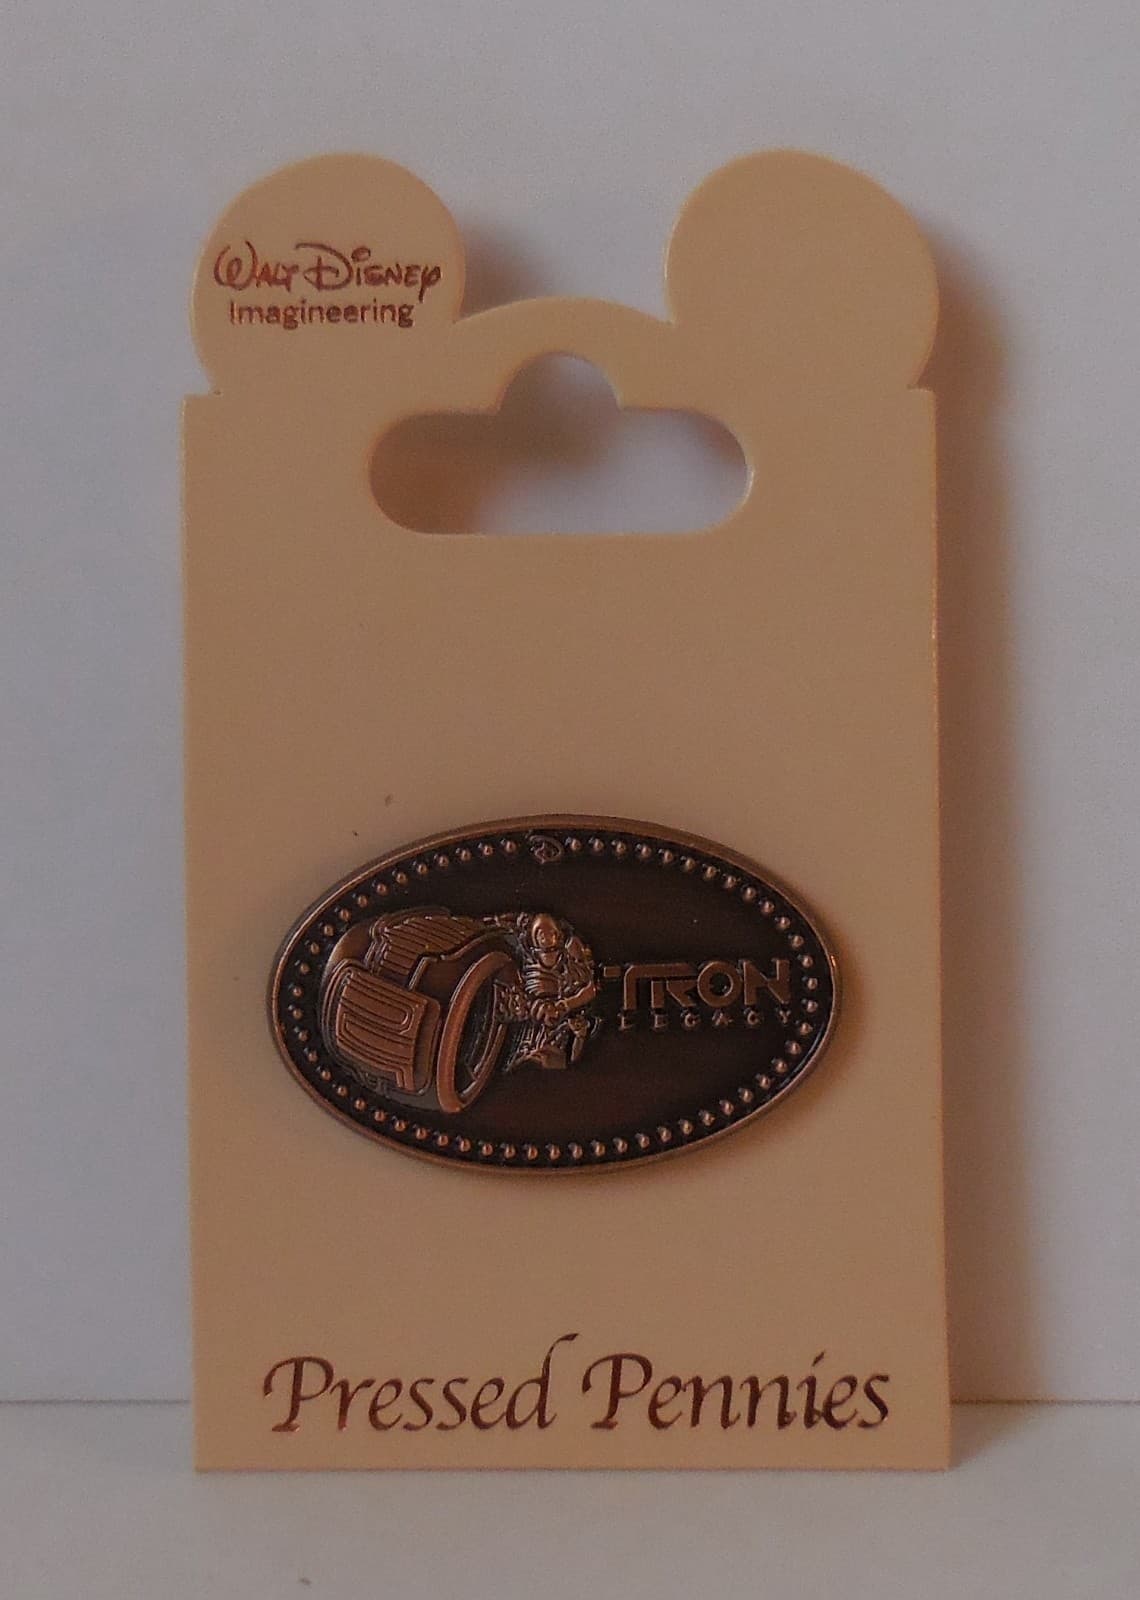 Walt Disney
Imagineering
D
TRON
LEGACY
Pressed Pennies